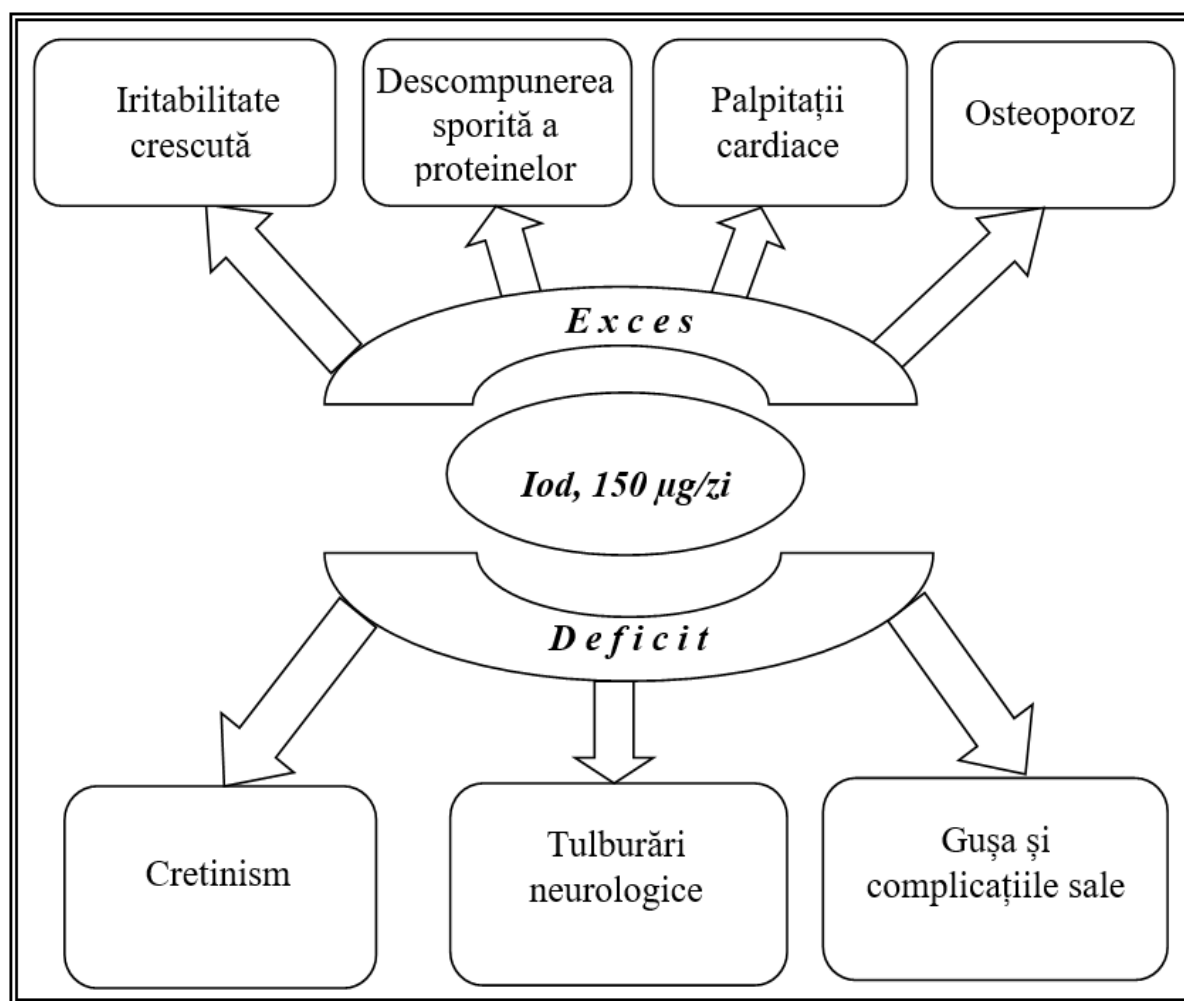 Iritabilitate
crescută
Descompunerea
sporită a
proteinelor
Palpitații
cardiace
Osteoporoz
E x c e s
Iod, 150 μg/zi
D e f i c i t
Cretinism
Tulburări
neurologice
Gușa și
complicațiile sale